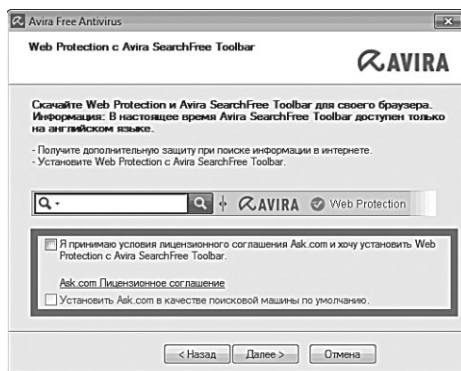 Avira Free Antivirus
Web Protection с Avira SearchFree Toolbar
AVIRA
Скачайте Web Protection и Avira SearchFree Toolbar для своего браузера.
Информация: В настоящее время Avira SearchFree Toolbar доступен только
на английском языке.
- Получите дополнительную защиту при поиске информации в интернете.
- Установите Web Protection с Avira SearchFree Toolbar.
AVIRA Web Protection
Я принимаю условия лицензионного соглашения Ask.com и хочу установить Web
Protection с Avira SearchFree Toolbar.
Ask.com Лицензионное соглашение
Установить Ask.com в качестве поисковой машины по умолчанию.
< Назад Далее > Отмена